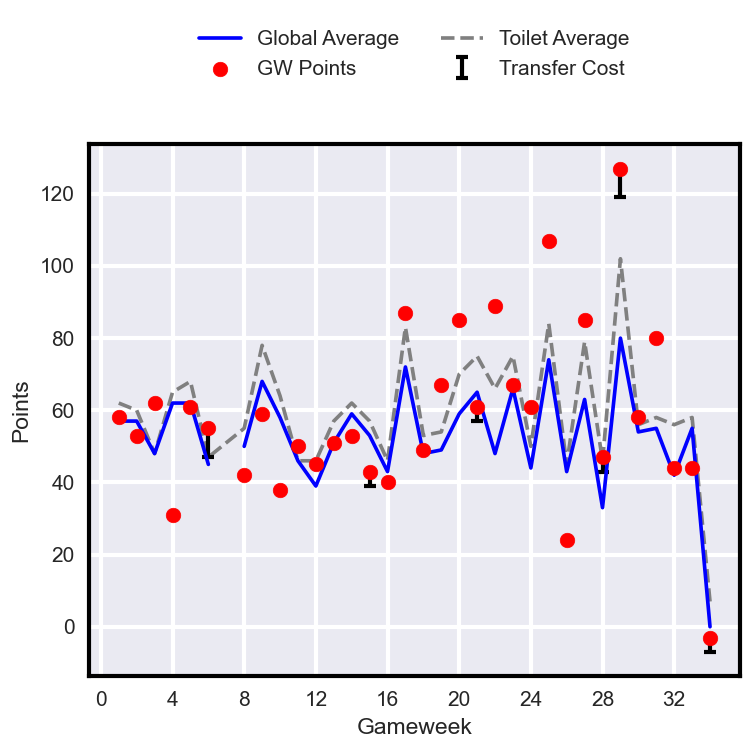 Global Average
Toilet Average
GW Points
Transfer Cost
120
100
80
60
40
20
0
Points
0 4 8 12 16 20 24 28 32
Gameweek